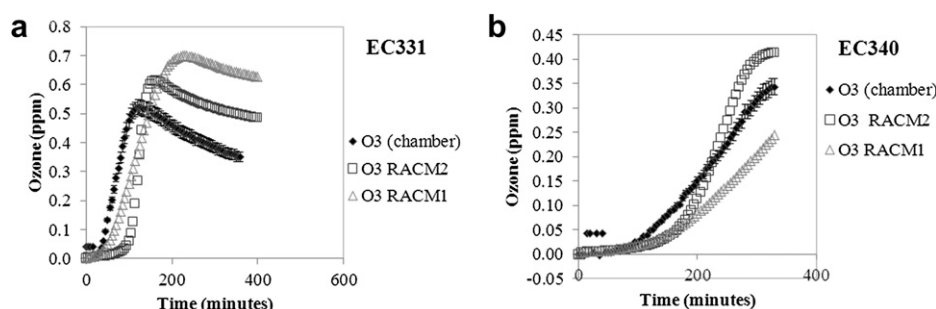 a
EC331
Ozone (ppm)
0.8
0.7
0.6
0.5
0.4
0.3
0.2
0.1
0.0
0 200 400 600
Time (minutes)
O3 (chamber)
O3 RACM2
O3 RACM1
b
EC340
Ozone (ppm)
0.45
0.40
0.35
0.30
0.25
0.20
0.15
0.10
0.05
0.00
-0.05
0 200 400
Time (minutes)
O3 (chamber)
O3 RACM2
O3 RACM1